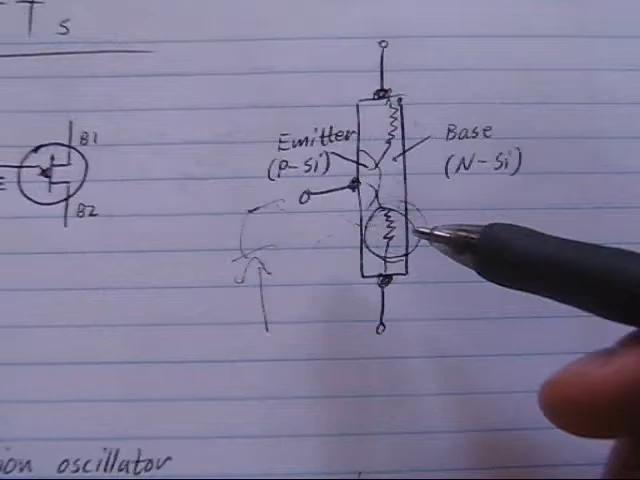 TS
B1
E
B2
Emitter
(P-Si)
Base
(N-Si)
ion oscillator